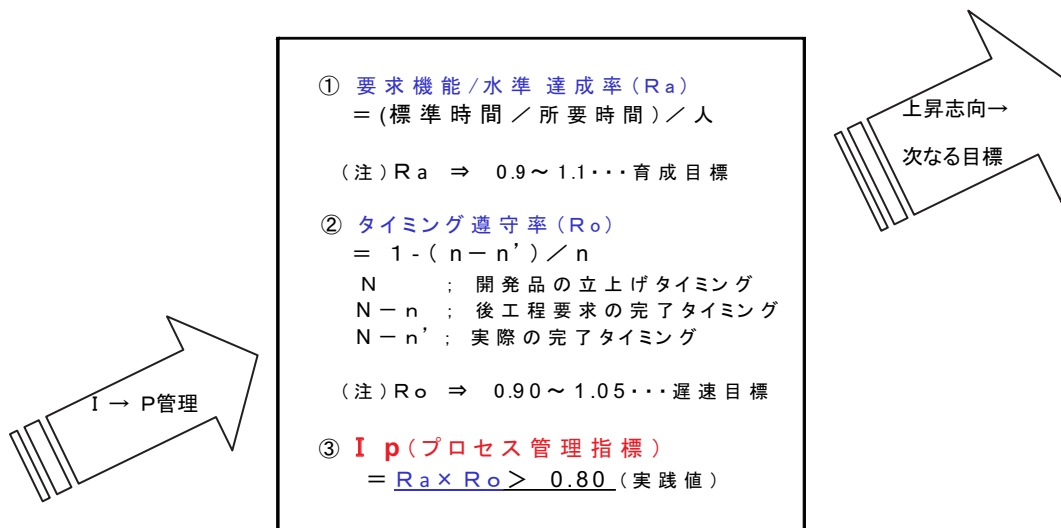 ① 要求機能/水準 達成率(Ra)
＝(標準時間／所要時間)／人
(注)Ra ⇒ 0.9～1.1･･･育成目標
② タイミング遵守率(Ro)
＝ 1-( n－n’)／n
N ; 開発品の立上げタイミング
N－n ; 後工程要求の完了タイミング
N－n’; 実際の完了タイミング
(注)Ro ⇒ 0.90～1.05･･･遅速目標
③ Ⅰp(プロセス管理指標)
＝Ra×Ro＞ 0.80 (実践値)
Ⅰ → P管理
上昇志向→
次なる目標